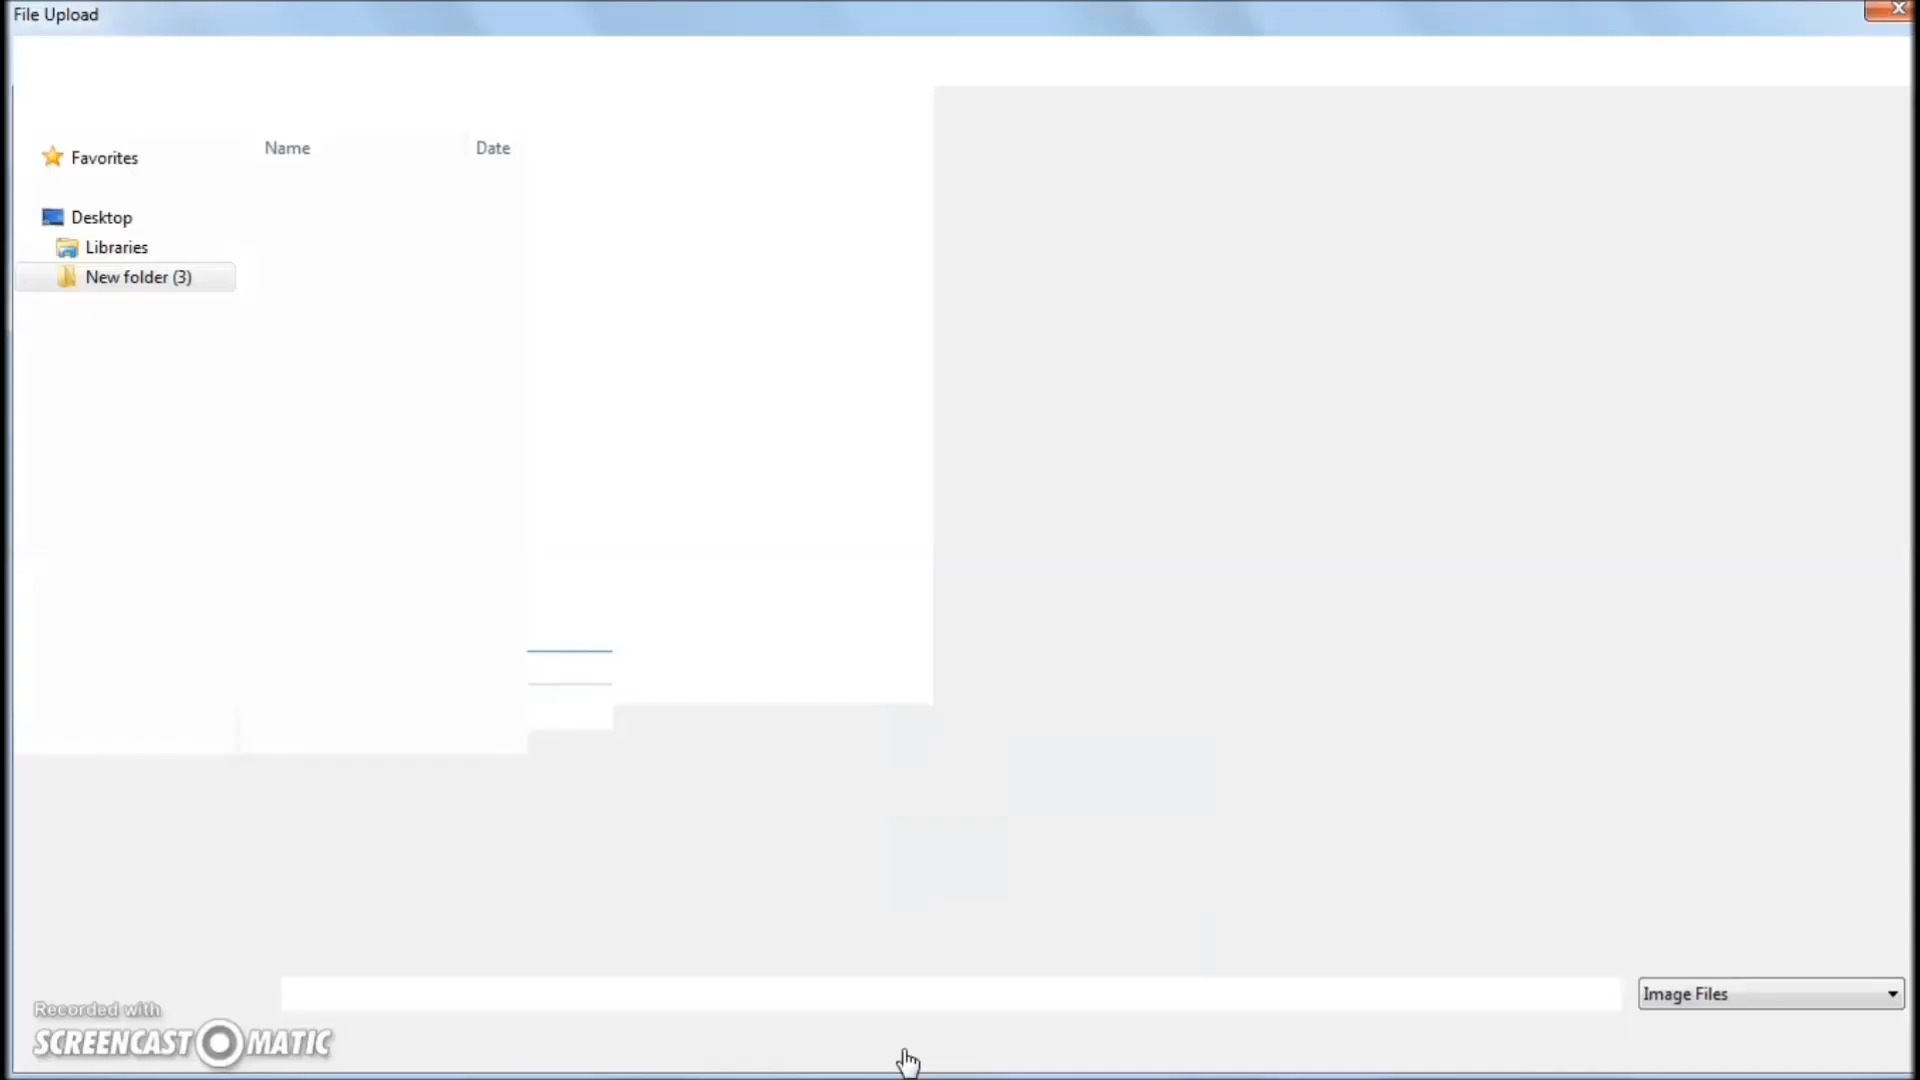 File Upload
Name Date
Favorites
Desktop
Libraries
New folder (3)
Image Files
Recorded with
SCREENCAST MATIC